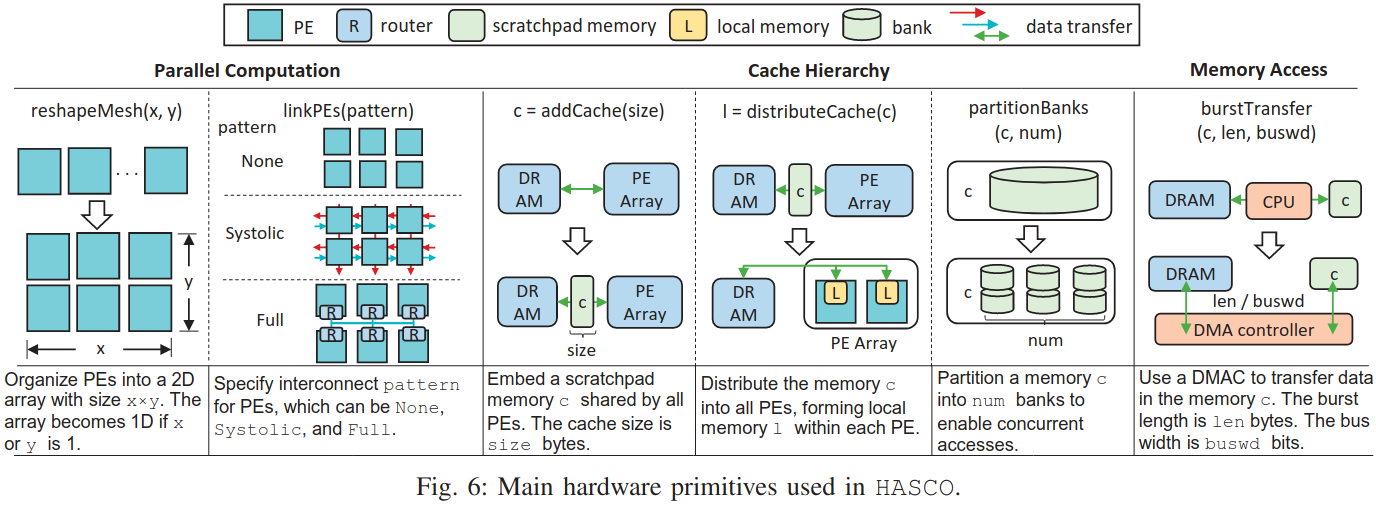 PE R router scratchpad memory L local memory bank data transfer
Parallel Computation Cache Hierarchy Memory Access
reshapeMesh(x, y)
. . .
y
x
Organize PEs into a 2D
array with size x×y. The
array becomes 1D if x
or y is 1.
linkPEs(pattern)
pattern
None
Systolic
Full
R R R
R R R
Specify interconnect pattern
for PEs, which can be None,
Systolic, and Full.
c = addCache(size)
DR
AM
PE
Array
DR
AM
c
PE
Array
size
Embed a scratchpad
memory c shared by all
PEs. The cache size is
size bytes.
l = distributeCache(c)
DR
AM
c
PE
Array
DR
AM
L L
PE Array
Distribute the memory c
into all PEs, forming local
memory l within each PE.
partitionBanks
(c, num)
c
c
num
Partition a memory c
into num banks to
enable concurrent
accesses.
burstTransfer
(c, len, buswd)
DRAM CPU c
DRAM c
len / buswd
DMA controller
Use a DMAC to transfer data
in the memory c. The burst
length is len bytes. The bus
width is buswd bits.
Fig. 6: Main hardware primitives used in HASCO.